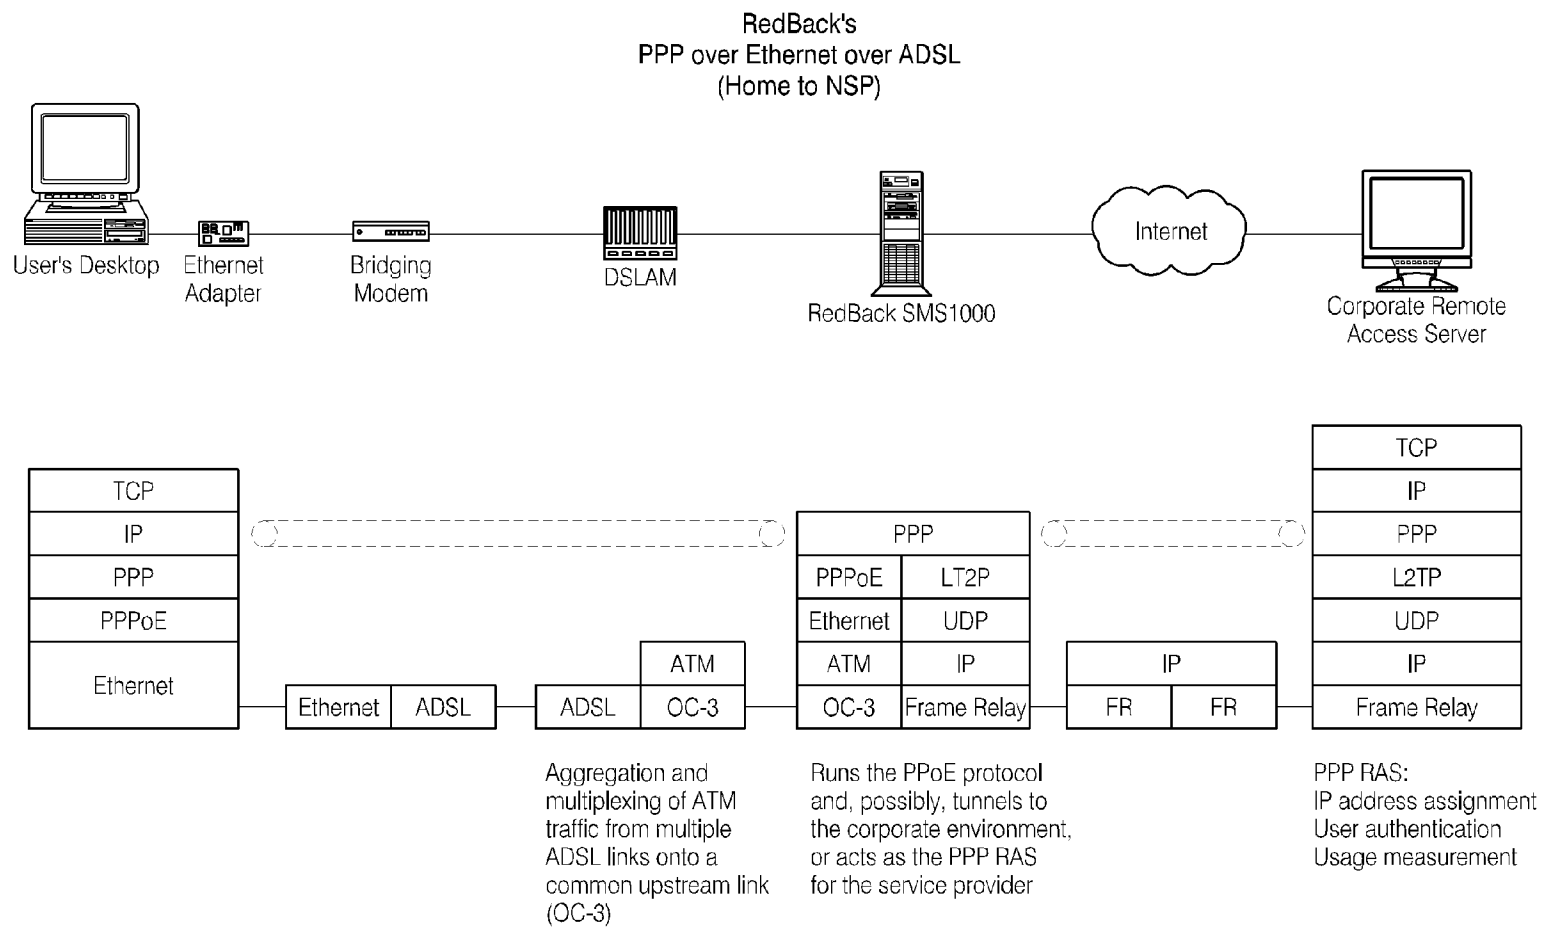 RedBack's
PPP over Ethernet over ADSL
(Home to NSP)
User's Desktop
Ethernet
Adapter
Bridging
Modem
DSLAM
RedBack SMS1000
Internet
Corporate Remote
Access Server
TCP
IP
PPP
PPPoE
Ethernet
Ethernet
ADSL
ADSL
ATM
OC-3
PPP
PPPoE
LT2P
Ethernet
UDP
ATM
IP
OC-3
Frame Relay
IP
FR
FR
TCP
IP
PPP
L2TP
UDP
IP
Frame Relay
Aggregation and
multiplexing of ATM
traffic from multiple
ADSL links onto a
common upstream link
(OC-3)
Runs the PPoE protocol
and, possibly, tunnels to
the corporate environment,
or acts as the PPP RAS
for the service provider
PPP RAS:
IP address assignment
User authentication
Usage measurement